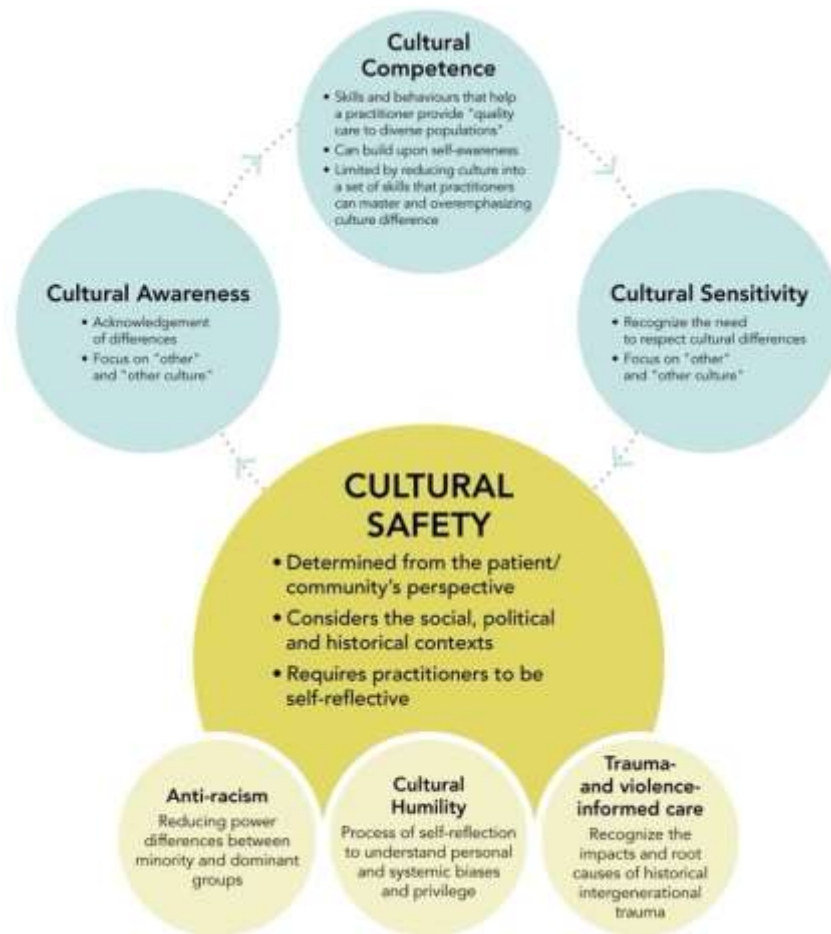 Cultural
Competence
• Skills and behaviours that help
a practitioner provide "quality
care to diverse populations"
• Can build upon self-awareness
• Limited by reducing culture into
a set of skills that practitioners
can master and overemphasizing
culture difference
Cultural Awareness
• Acknowledgement
of differences
• Focus on "other"
and "other culture"
Cultural Sensitivity
• Recognize the need
to respect cultural differences
• Focus on "other"
and "other culture"
CULTURAL
SAFETY
• Determined from the patient/
community's perspective
• Considers the social, political
and historical contexts
• Requires practitioners to be
self-reflective
Anti-racism
Reducing power
differences between
minority and dominant
groups
Cultural
Humility
Process of self-reflection
to understand personal
and systemic biases
and privilege
Trauma-
and violence-
informed care
Recognize the
impacts and root
causes of historical
intergenerational
trauma